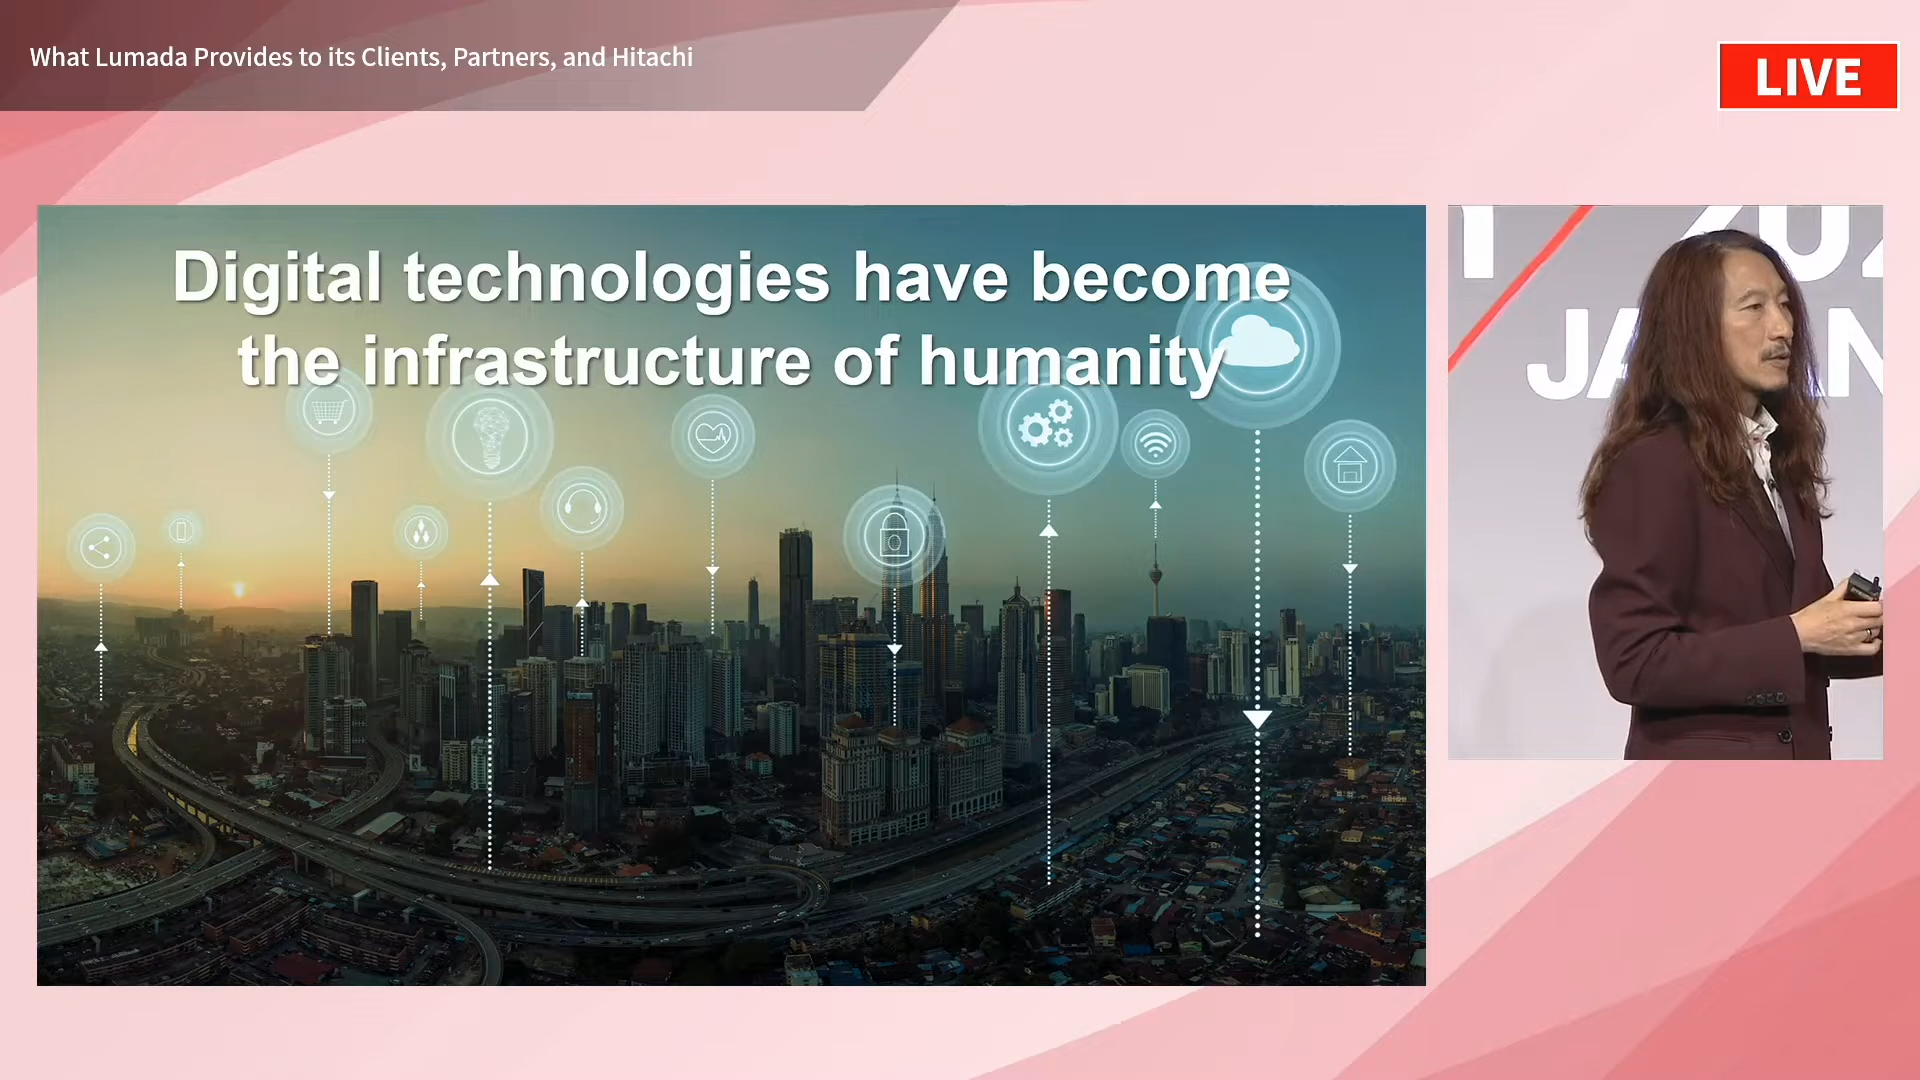 What Lumada Provides to its Clients, Partners, and Hitachi
LIVE
Digital technologies have become
the infrastructure of humanity